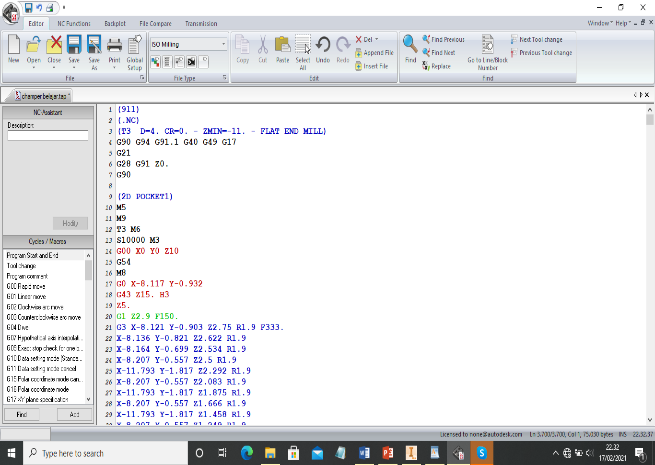 Editor NC Functions Backplot File Compare Transmission Window Help
New Open Close Save Save As Print Global Setup
ISO Milling
Copy Cut Paste Select All Undo Redo
Del
Append File
Insert File
Find
Find Previous
Find Next
Replace
Go to Line/Block Number
Next Tool change
Previous Tool change
File File Type Edit Find
NC-Assistant
Description:
Modify
Cycles / Macros
Program Start and End
Tool change
Program comment
G00 Rapid move
G01 Linear move
G02 Clockwise arc move
G03 Counterclockwise arc move
G04 Dwell
G07 Hypothetical axis interpolati...
G09 Exact stop check for one b...
G10 Data setting mode (Standa...
G11 Data setting mode cancel
G15 Polar coordinate mode can...
G16 Polar coordinate mode
G17 XY plane specification
Find Add
1 (911)
2 (.NC)
3 (T3 D=4. CR=0. - ZMIN=-11. - FLAT END MILL)
4 G90 G94 G91.1 G40 G49 G17
5 G21
6 G28 G91 Z0.
7 G90
8
9 (2D POCKET1)
10 M5
11 M9
12 T3 M6
13 S10000 M3
14 G00 X0 Y0 Z10
15 G54
16 M8
17 G0 X-8.117 Y-0.932
18 G43 Z15. H3
19 Z5.
20 G1 Z2.9 F150.
21 G3 X-8.121 Y-0.903 Z2.75 R1.9 F333.
22 X-8.136 Y-0.821 Z2.622 R1.9
23 X-8.164 Y-0.699 Z2.534 R1.9
24 X-8.207 Y-0.557 Z2.5 R1.9
25 X-11.793 Y-1.817 Z2.292 R1.9
26 X-8.207 Y-0.557 Z2.083 R1.9
27 X-11.793 Y-1.817 Z1.875 R1.9
28 X-8.207 Y-0.557 Z1.666 R1.9
29 X-11.793 Y-1.817 Z1.458 R1.9
Licensed to none@autodesk.com Ln 3.700/3.700, Col 1, 75.030 bytes INS 22.32.37
Type here to search
22.32
17/02/2021